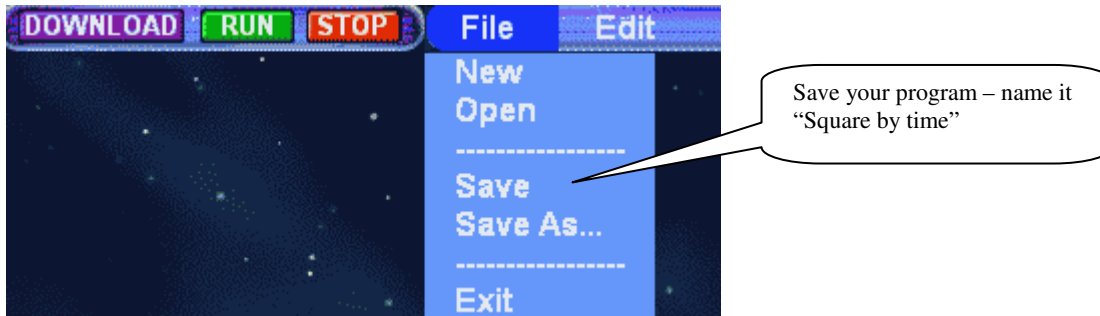 DOWNLOAD RUN STOP File Edit
New
Open
-----------------
Save
Save As...
-----------------
Exit
Save your program – name it
“Square by time”